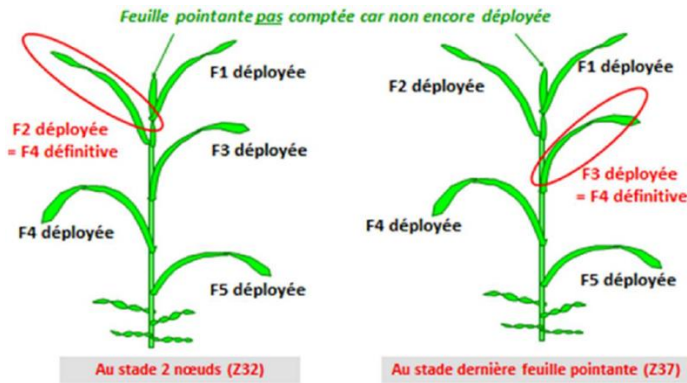 Feuille pointante pas comptée car non encore déployée
F1 déployée
F2 déployée
= F4 définitive
F3 déployée
F4 déployée
F5 déployée
Au stade 2 nœuds (Z32)
F1 déployée
F2 déployée
F3 déployée
= F4 définitive
F4 déployée
F5 déployée
Au stade dernière feuille pointante (Z37)